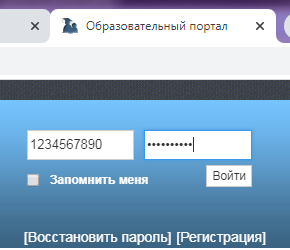 Образовательный портал
1234567890
••••••••••
Запомнить меня
Войти
[Восстановить пароль] [Регистрация]